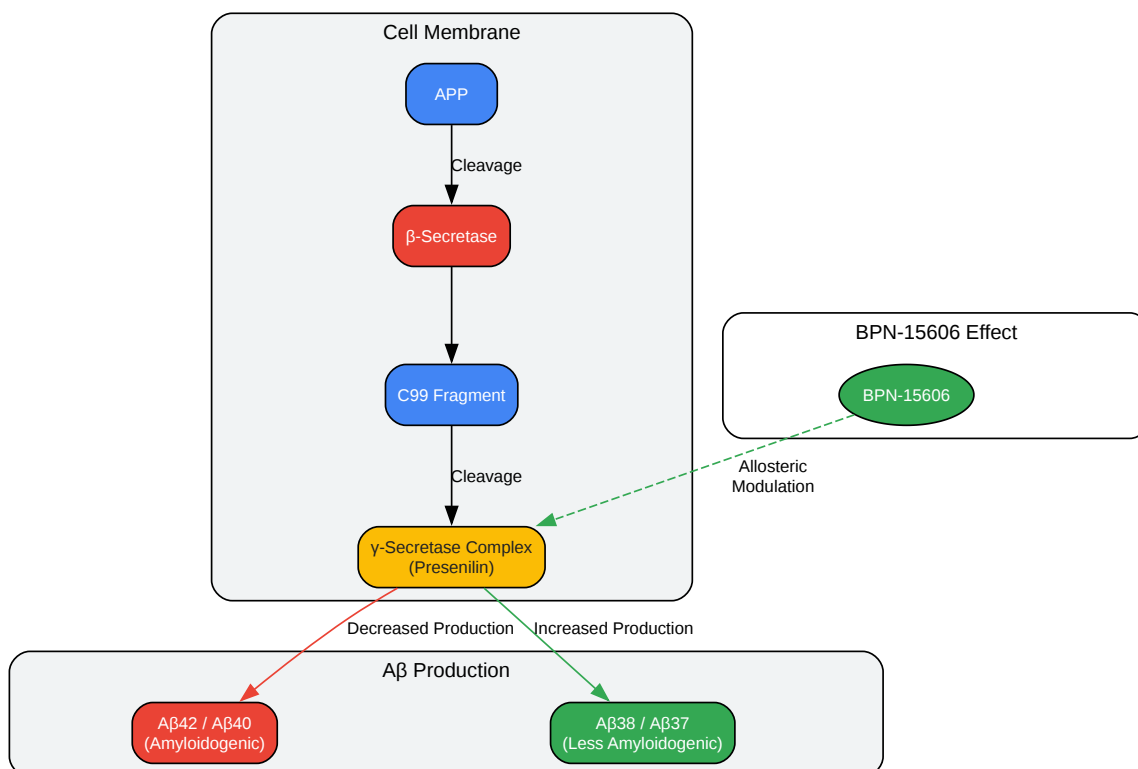 Cell Membrane
APP
Cleavage
β-Secretase
BPN-15606 Effect
C99 Fragment
BPN-15606
Cleavage
Allosteric
Modulation
γ-Secretase Complex
(Presenilin)
Decreased Production
Increased Production
Aβ Production
Aβ42 / Aβ40
(Amyloidogenic)
Aβ38 / Aβ37
(Less Amyloidogenic)